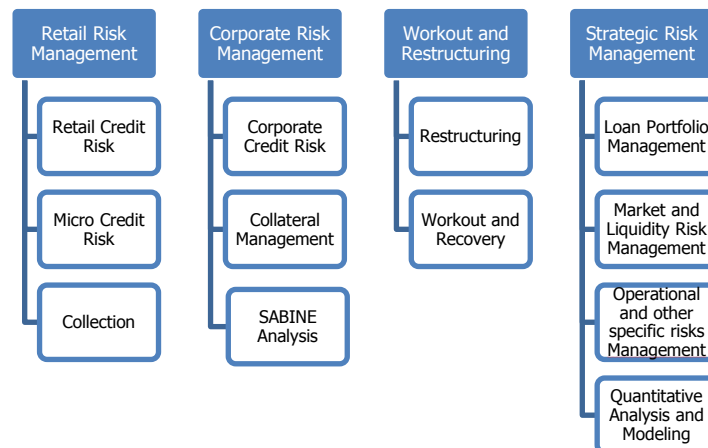 Retail Risk
Management
Retail Credit
Risk
Micro Credit
Risk
Collection
Corporate Risk
Management
Corporate
Credit Risk
Collateral
Management
SABINE
Analysis
Workout and
Restructuring
Restructuring
Workout and
Recovery
Strategic Risk
Management
Loan Portfolio
Management
Market and
Liquidity Risk
Management
Operational
and other
specific risks
Management
Quantitative
Analysis and
Modeling